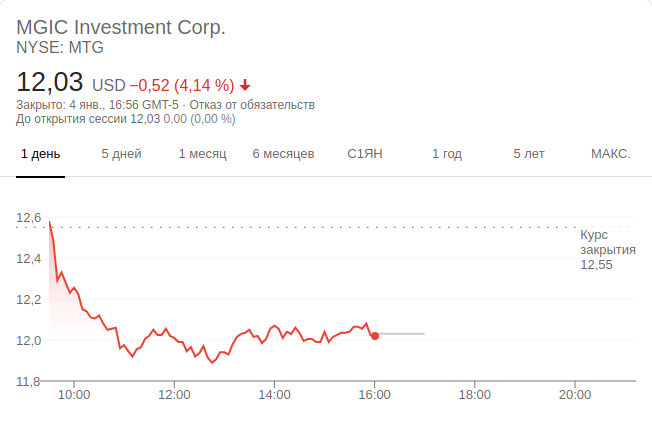 MGIC Investment Corp.
NYSE: MTG
12,03 USD −0,52 (4,14 %)
Закрыто: 4 янв., 16:56 GMT-5 · Отказ от обязательств
До открытия сессии 12,03 0,00 (0,00 %)
1 день 5 дней 1 месяц 6 месяцев С1ЯН 1 год 5 лет МАКС.
12,6
Курс
закрытия
12,55
12,4
12,2
12,0
11,8
10:00 12:00 14:00 16:00 18:00 20:00